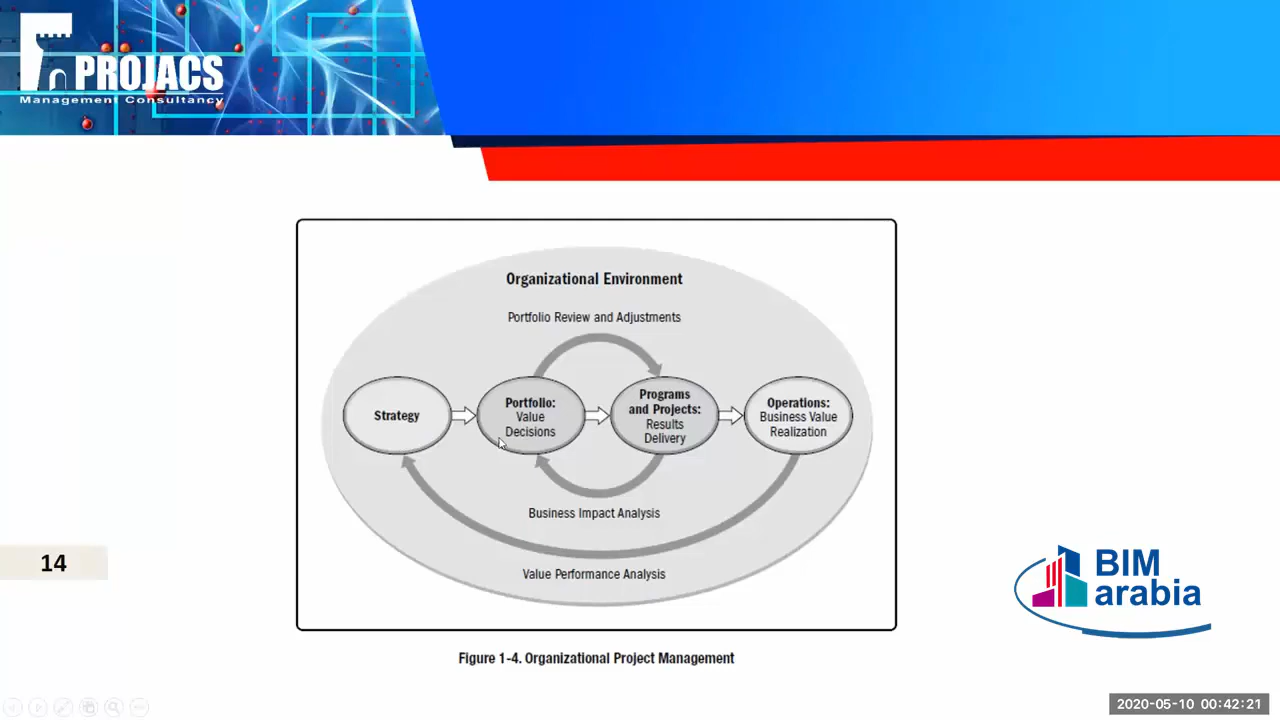 PROJACS
Management Consultancy
Organizational Environment
Portfolio Review and Adjustments
Strategy
Portfolio:
Value
Decisions
Programs
and Projects:
Results
Delivery
Operations:
Business Value
Realization
Business Impact Analysis
Value Performance Analysis
14
BIM
arabia
Figure 1-4. Organizational Project Management
2020-05-10 00:42:21